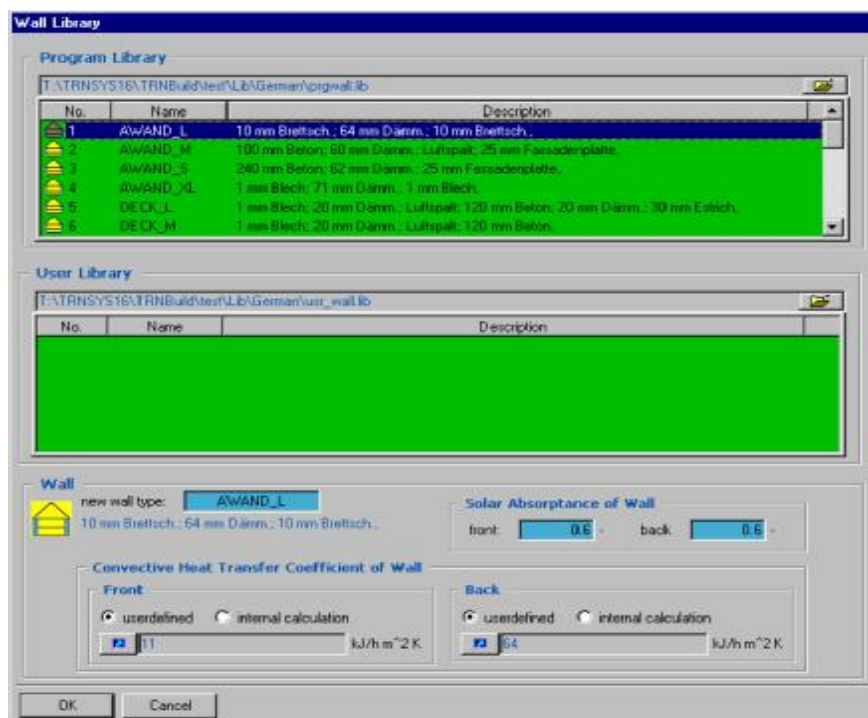 Wall Library
Program Library
T:\TRNSYS16\TRNBuild\test\Lib\German\prgwall.lib
No. Name Description
1 AWAND_L 10 mm Brettsch.; 64 mm Dämm.; 10 mm Brettsch.,
2 AWAND_M 100 mm Beton; 60 mm Dämm.; Luftspalt; 25 mm Fassadenplatte,
3 AWAND_S 240 mm Beton; 62 mm Dämm.; 25 mm Fassadenplatte,
4 AWAND_XL 1 mm Blech; 71 mm Dämm.; 1 mm Blech,
5 DECK_L 1 mm Blech; 20 mm Dämm.; Luftspalt; 120 mm Beton; 20 mm Dämm.; 30 mm Estrich,
6 DECK_M 1 mm Blech; 20 mm Dämm.; Luftspalt; 120 mm Beton,
User Library
T:\TRNSYS16\TRNBuild\test\Lib\German\usr_wall.lib
No. Name Description
Wall
new wall type: AWAND_L
10 mm Brettsch.; 64 mm Dämm.; 10 mm Brettsch.,
Solar Absorptance of Wall
front: 0.6 - back: 0.6 -
Convective Heat Transfer Coefficient of Wall
Front
userdefined internal calculation
11 kJ/h m^2 K
Back
userdefined internal calculation
64 kJ/h m^2 K
OK Cancel